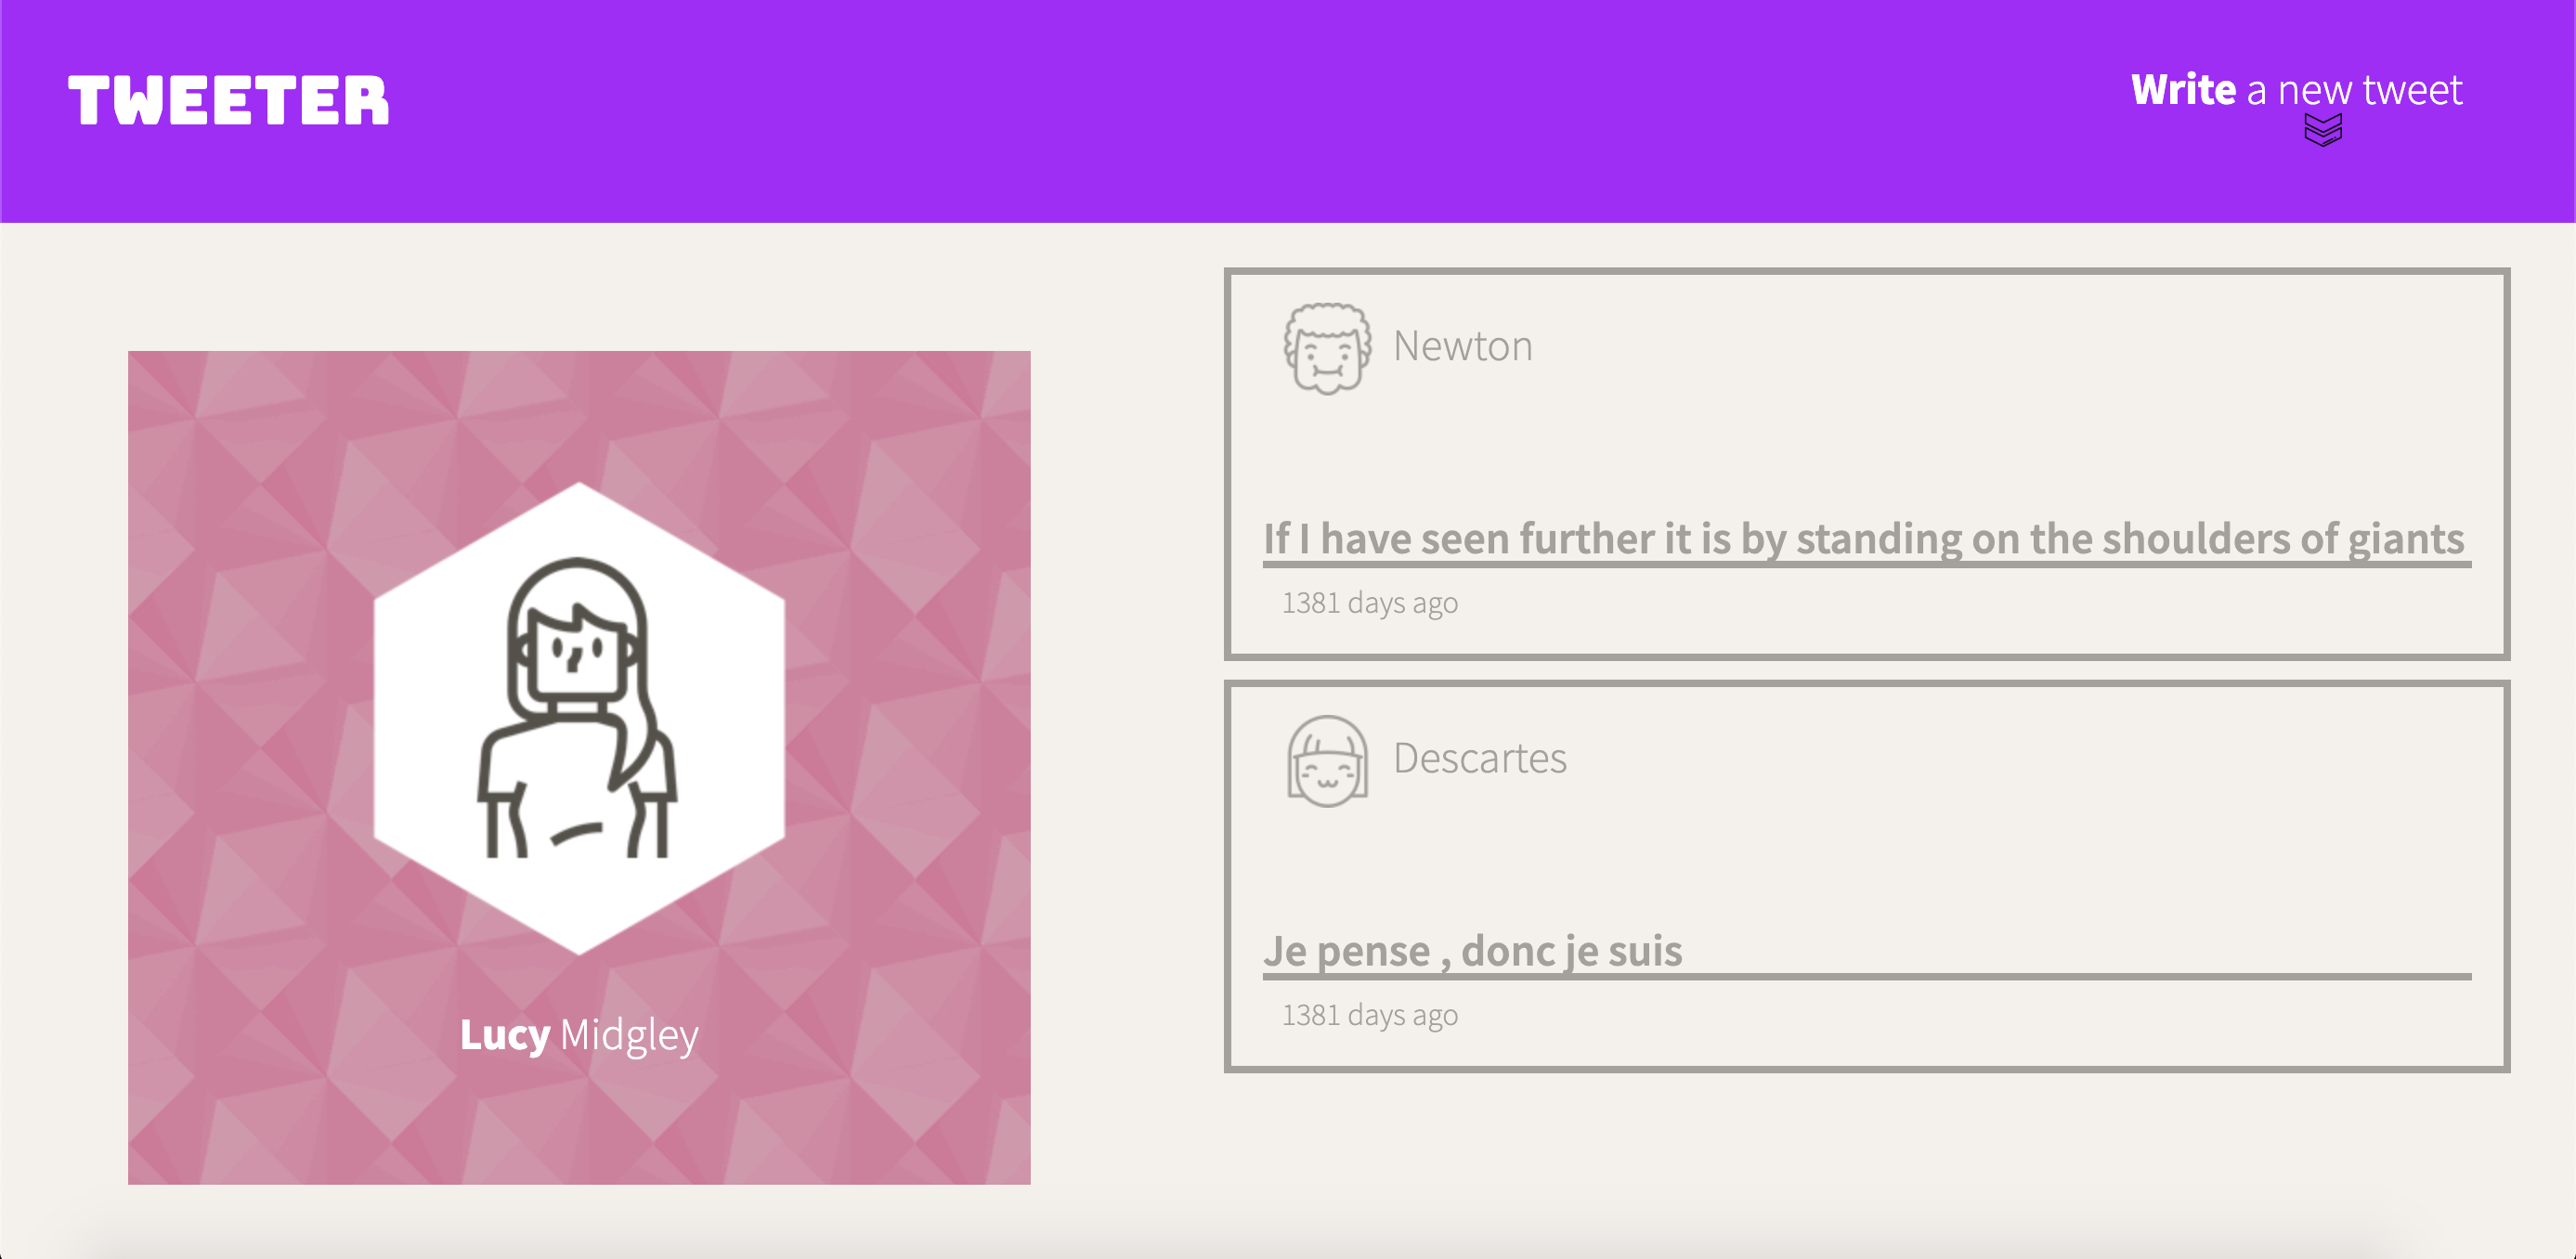 TWEETER
Write a new tweet
Newton
If I have seen further it is by standing on the shoulders of giants
1381 days ago
Descartes
Je pense , donc je suis
1381 days ago
Lucy Midgley